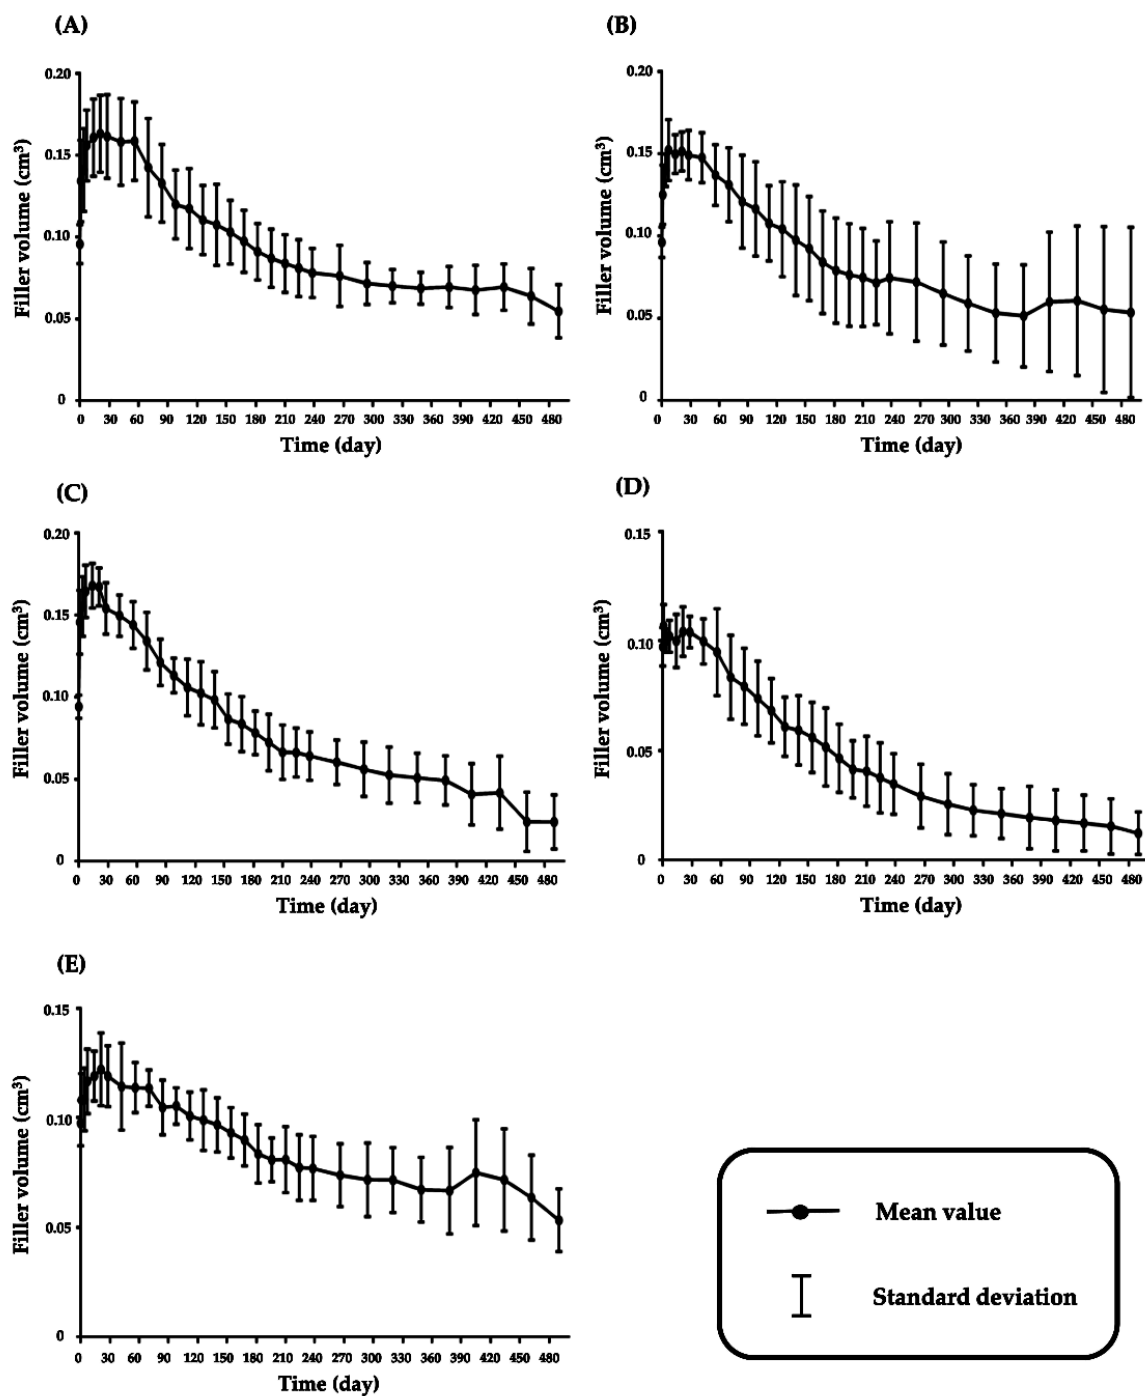 (A)
Filler volume (cm³)
0.20
0.15
0.10
0.05
0
0 30 60 90 120 150 180 210 240 270 300 330 360 390 420 450 480
Time (day)
(B)
Filler volume (cm³)
0.20
0.15
0.10
0.05
0
0 30 60 90 120 150 180 210 240 270 300 330 360 390 420 450 480
Time (day)
(C)
Filler volume (cm³)
0.20
0.15
0.10
0.05
0
0 30 60 90 120 150 180 210 240 270 300 330 360 390 420 450 480
Time (day)
(D)
Filler volume (cm³)
0.15
0.10
0.05
0
0 30 60 90 120 150 180 210 240 270 300 330 360 390 420 450 480
Time (day)
(E)
Filler volume (cm³)
0.15
0.10
0.05
0
0 30 60 90 120 150 180 210 240 270 300 330 360 390 420 450 480
Time (day)
Mean value
Standard deviation